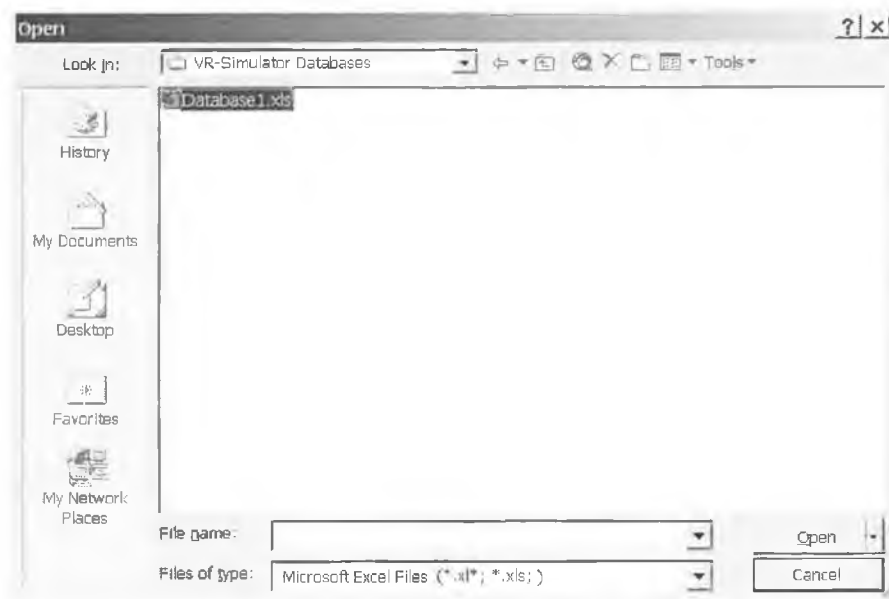 Open
Look in: VR-Simulator Databases Tools
Database1.xls
History
My Documents
Desktop
Favorites
My Network
Places
File name: Open
Files of type: Microsoft Excel Files (*.xl*; *.xls; ) Cancel